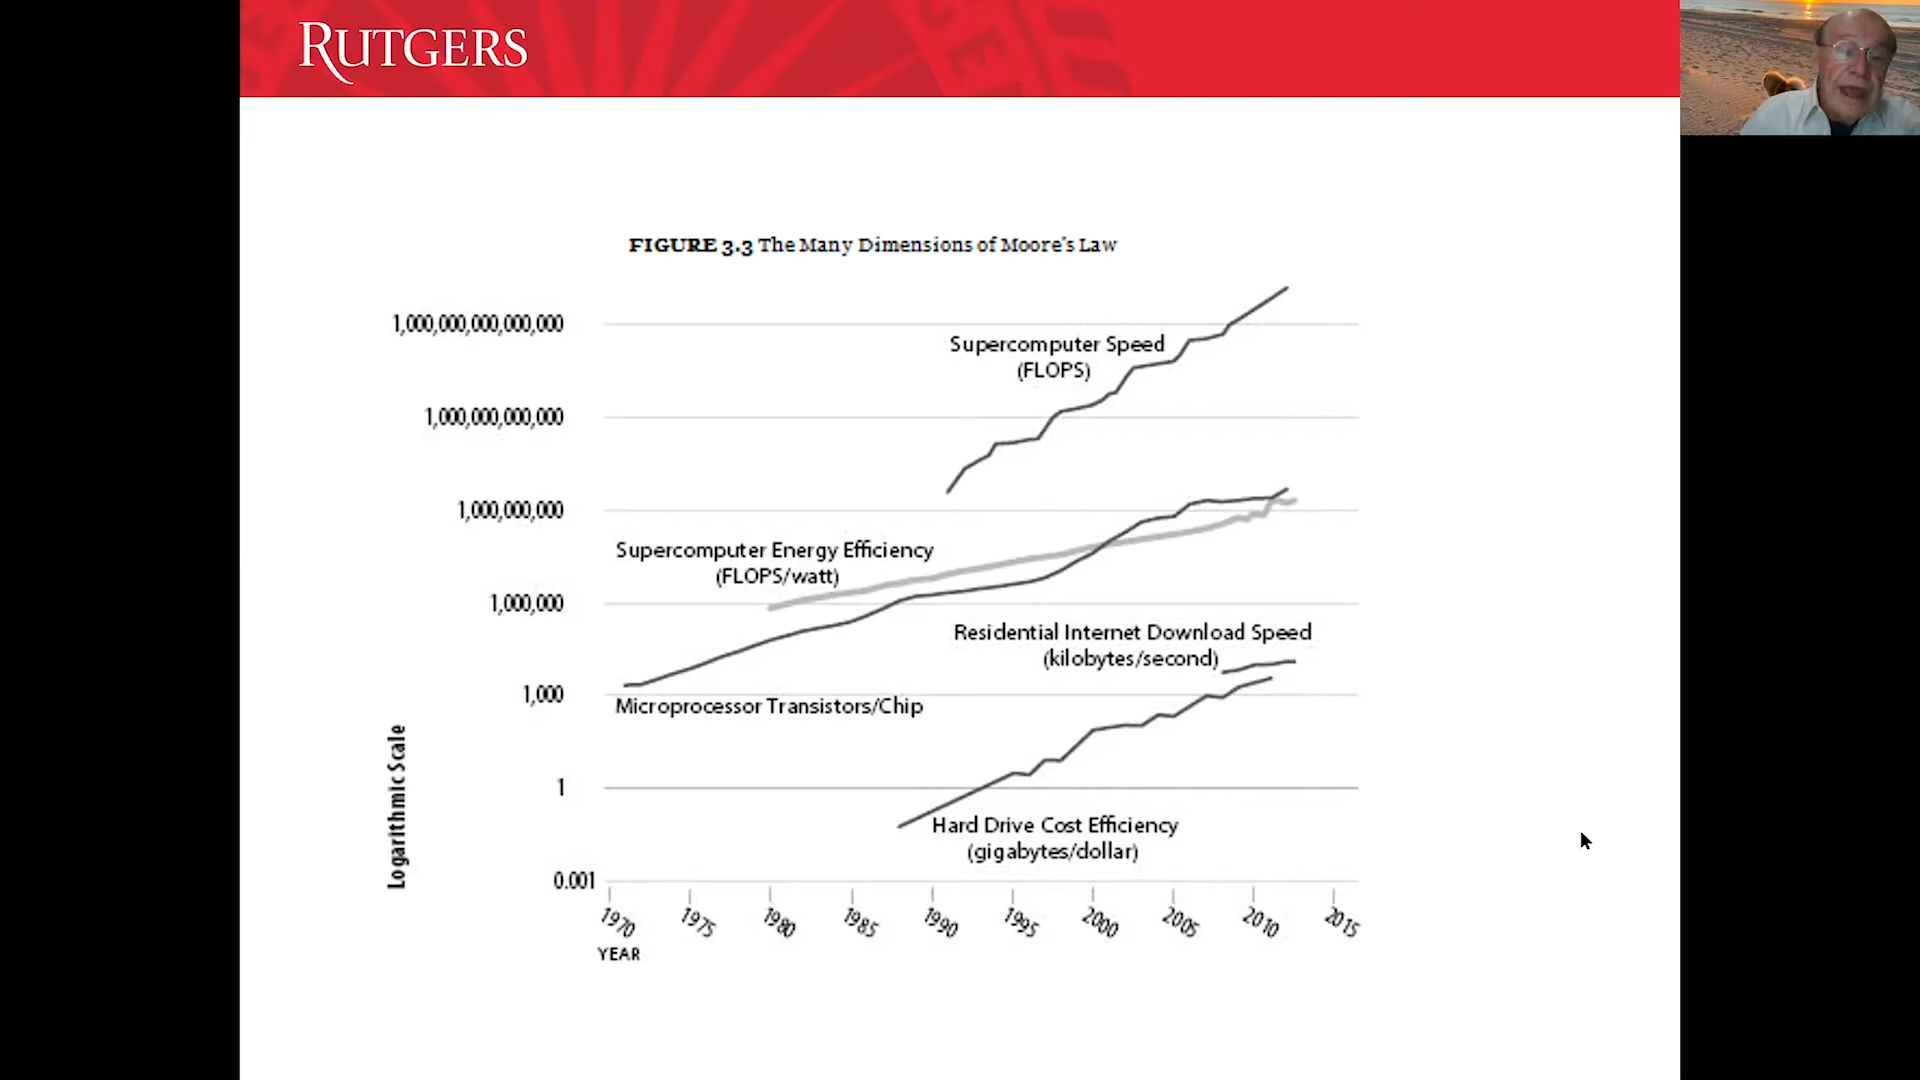 RUTGERS
FIGURE 3.3 The Many Dimensions of Moore's Law
1,000,000,000,000,000
Supercomputer Speed
(FLOPS)
1,000,000,000,000
1,000,000,000
Supercomputer Energy Efficiency
(FLOPS/watt)
1,000,000
Residential Internet Download Speed
(kilobytes/second)
1,000
Microprocessor Transistors/Chip
Logarithmic Scale
1
Hard Drive Cost Efficiency
(gigabytes/dollar)
0.001
1970 1975 1980 1985 1990 1995 2000 2005 2010 2015
YEAR